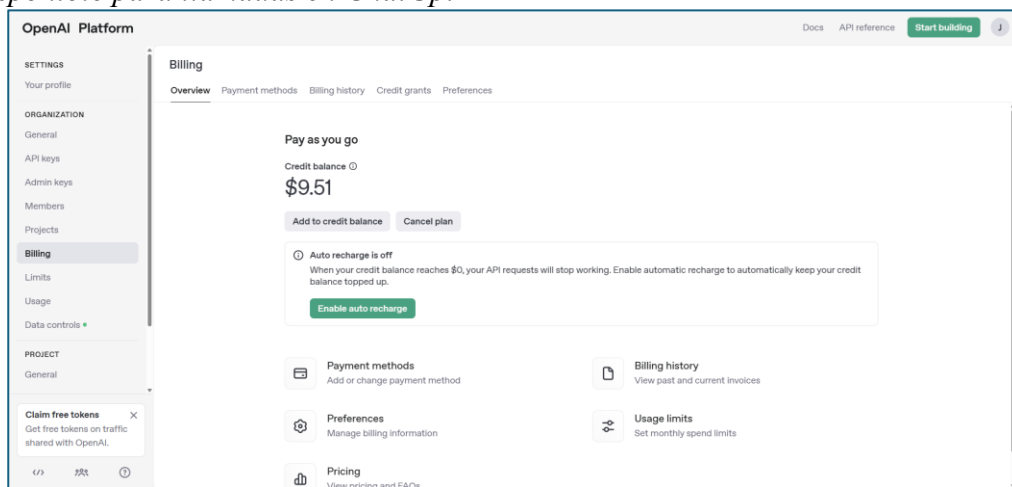 OpenAI Platform
Docs API reference Start building J
SETTINGS
Your profile
ORGANIZATION
General
API keys
Admin keys
Members
Projects
Billing
Limits
Usage
Data controls
PROJECT
General
Claim free tokens
Get free tokens on traffic
shared with OpenAI.
Billing
Overview Payment methods Billing history Credit grants Preferences
Pay as you go
Credit balance
$9.51
Add to credit balance Cancel plan
Auto recharge is off
When your credit balance reaches $0, your API requests will stop working. Enable automatic recharge to automatically keep your credit
balance topped up.
Enable auto recharge
Payment methods
Add or change payment method
Billing history
View past and current invoices
Preferences
Manage billing information
Usage limits
Set monthly spend limits
Pricing
View pricing and FAQs